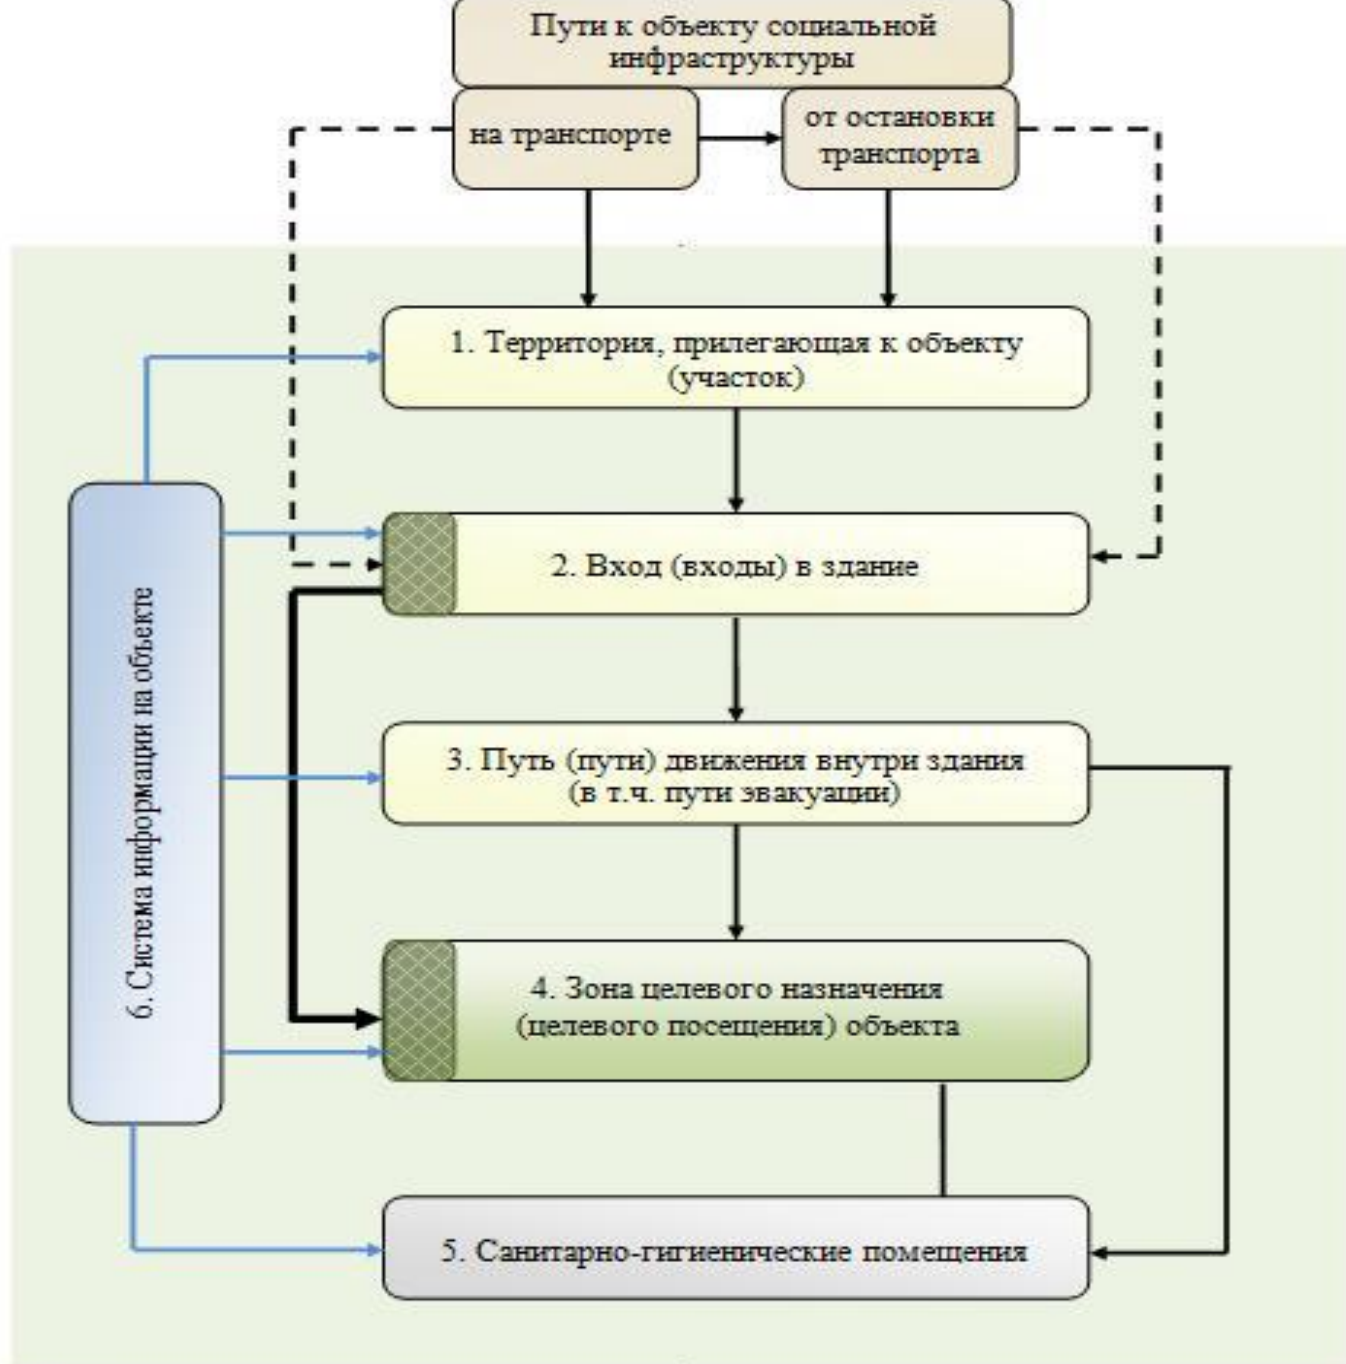 Пути к объекту социальной
инфраструктуры
на транспорте
от остановки
транспорта
1. Территория, прилегающая к объекту
(участок)
2. Вход (входы) в здание
3. Путь (пути) движения внутри здания
(в т.ч. пути эвакуации)
4. Зона целевого назначения
(целевого посещения) объекта
5. Санитарно-гигиенические помещения
6. Система информации на объекте